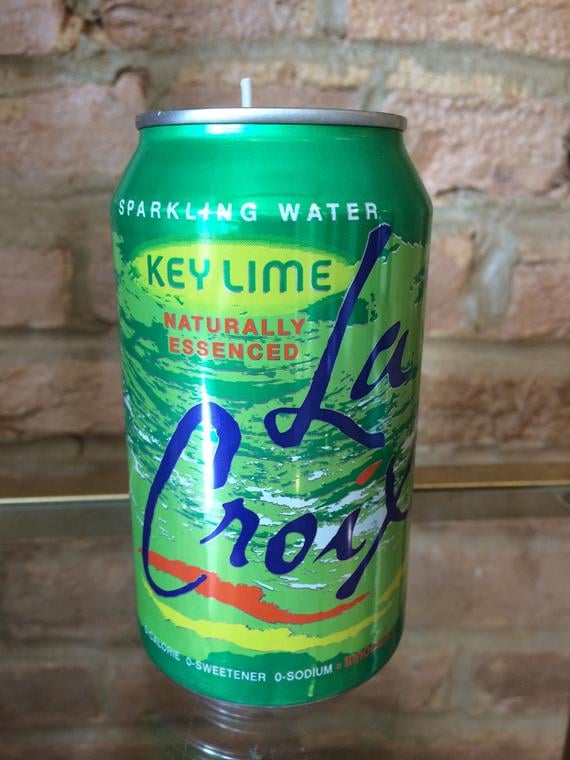 SPARKLING WATER
KEY LIME
NATURALLY
ESSENCED
La
Croix
0-SWEETENER 0-SODIUM =